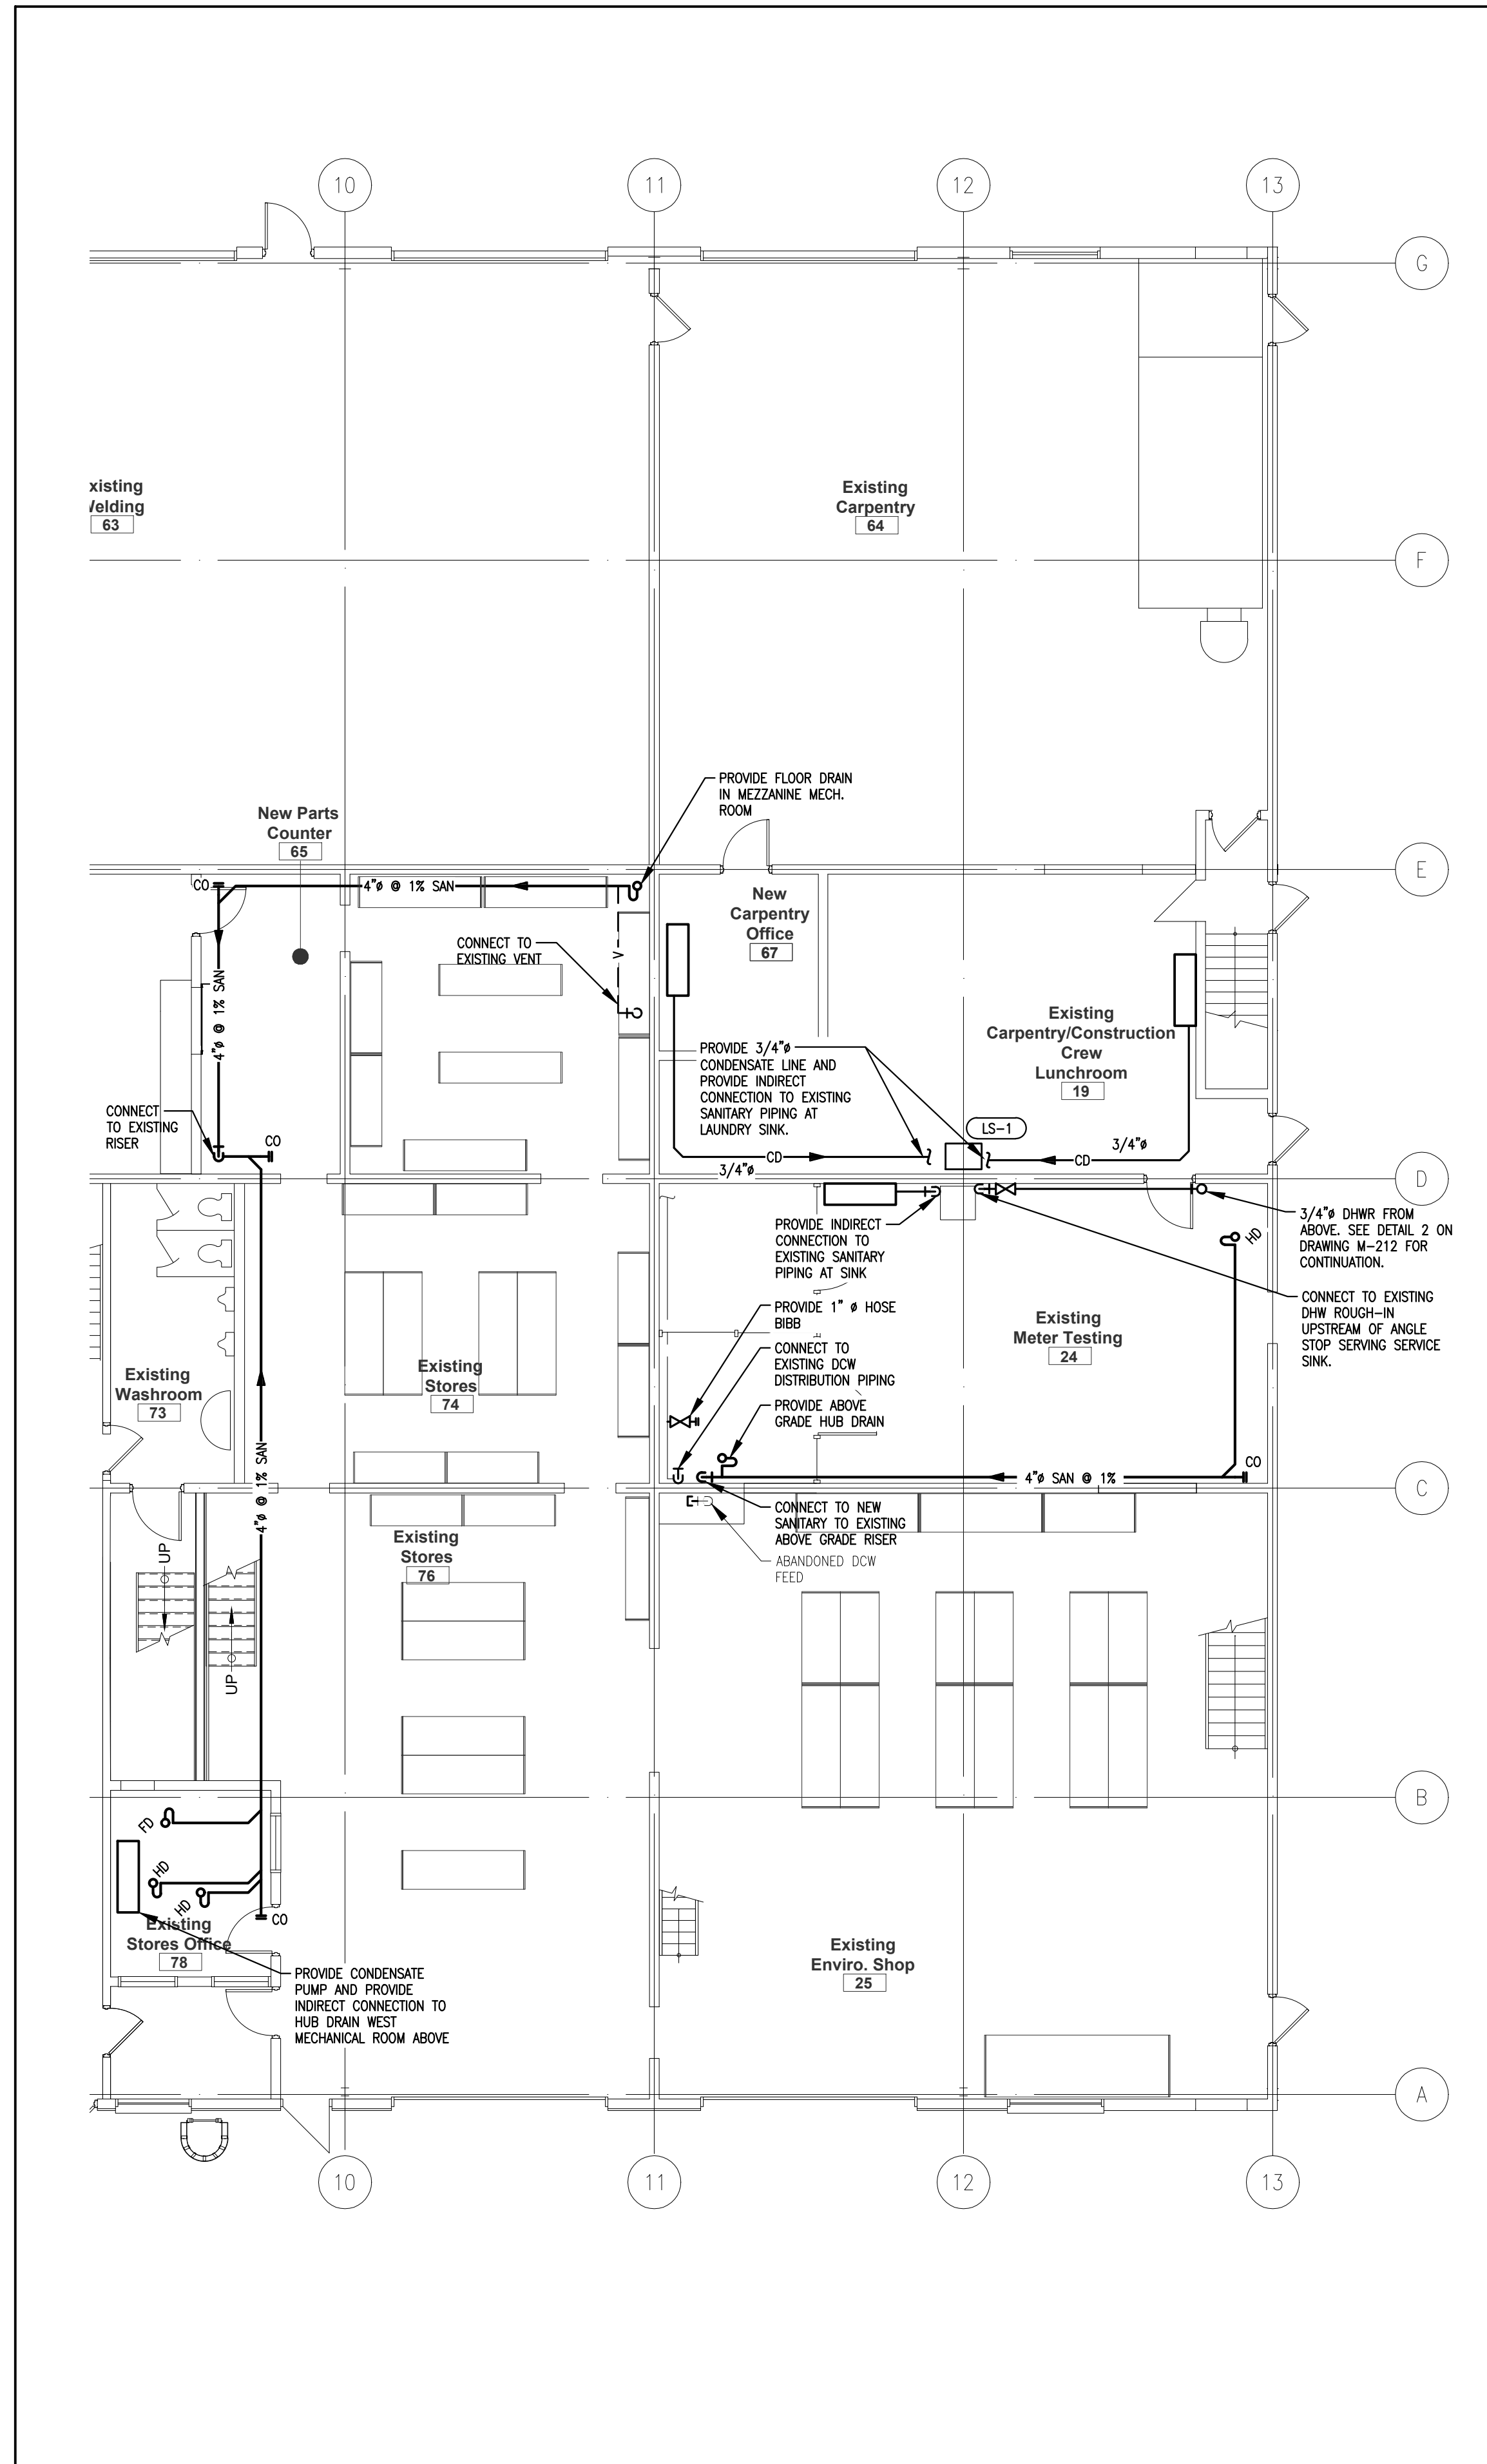 10
11
12
13
G
xisting
Velding
63
Existing
Carpentry
64
F
PROVIDE FLOOR DRAIN
IN MEZZANINE MECH.
ROOM
New Parts
Counter
65
E
CO
4"ø @ 1% SAN
New
Carpentry
Office
67
CONNECT TO
EXISTING VENT
V
4"ø @ 1% SAN
Existing
Carpentry/Construction
Crew
Lunchroom
19
PROVIDE 3/4"ø
CONDENSATE LINE AND
PROVIDE INDIRECT
CONNECTION TO EXISTING
SANITARY PIPING AT
LAUNDRY SINK.
CONNECT
TO EXISTING
RISER
CO
LS-1
3/4"ø
CD
CD
3/4"ø
D
PROVIDE INDIRECT
CONNECTION TO
EXISTING SANITARY
PIPING AT SINK
3/4"ø DHWR FROM
ABOVE. SEE DETAIL 2 ON
DRAWING M-212 FOR
CONTINUATION.
HD
CONNECT TO EXISTING
DHW ROUGH-IN
UPSTREAM OF ANGLE
STOP SERVING SERVICE
SINK.
PROVIDE 1" ø HOSE
BIBB
Existing
Meter Testing
24
CONNECT TO
EXISTING DCW
DISTRIBUTION PIPING
Existing
Washroom
73
Existing
Stores
74
PROVIDE ABOVE
GRADE HUB DRAIN
4"ø @ 1% SAN
CO
4"ø SAN @ 1%
C
CONNECT TO NEW
SANITARY TO EXISTING
ABOVE GRADE RISER
Existing
Stores
76
ABANDONED DCW
FEED
UP
UP
B
FD
HD
HD
CO
Existing
Stores Office
78
Existing
Enviro. Shop
25
PROVIDE CONDENSATE
PUMP AND PROVIDE
INDIRECT CONNECTION TO
HUB DRAIN WEST
MECHANICAL ROOM ABOVE
A
10
11
12
13